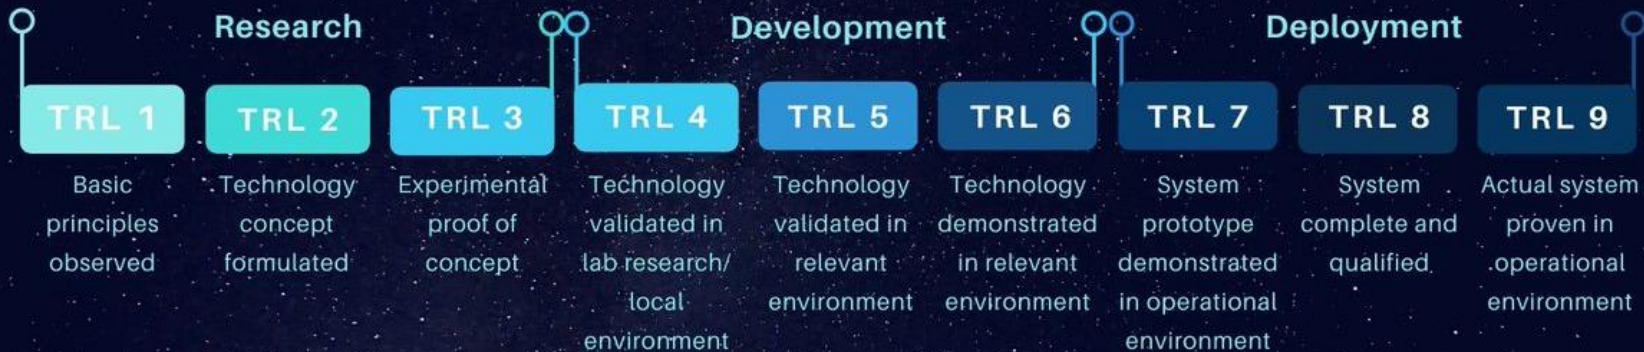 Research
Development
Deployment
TRL 1
TRL 2
TRL 3
TRL 4
TRL 5
TRL 6
TRL 7
TRL 8
TRL 9
Basic
principles
observed
Technology
concept
formulated
Experimental
proof of
concept
Technology
validated in
lab research/
local
environment
Technology
validated in
relevant
environment
Technology
demonstrated
in relevant
environment
System
prototype
demonstrated
in operational
environment
System
complete and
qualified
Actual system
proven in
operational
environment